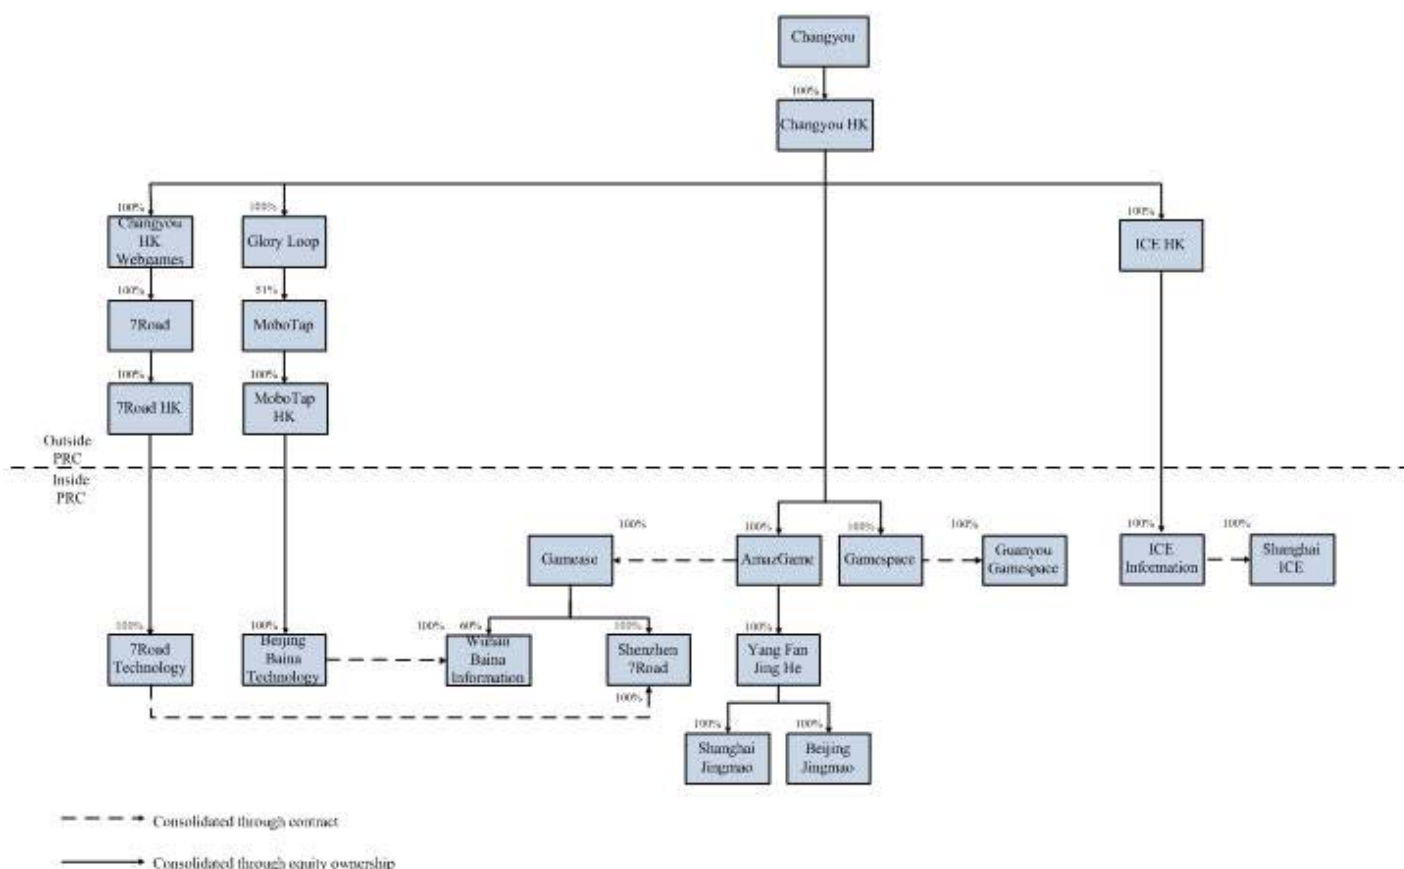 Changyou
100%
Changyou HK
100%
100%
100%
Changyou
HK
Webgames
Glory Loop
ICE HK
100%
51%
7Road
MoboTap
100%
100%
7Road HK
MoboTap
HK
Outside
PRC
Inside
PRC
100%
100%
100%
100%
100%
100%
Gamease
AmazGame
Gamespace
Guanyou
Gamespace
ICE
Information
Shanghai
ICE
100%
100%
100%
60%
100%
100%
7Road
Technology
Beijing
Baina
Technology
Wuhan
Baina
Information
Shenzhen
7Road
Yang Fan
Jing He
100%
100%
100%
Shanghai
Jingmao
Beijing
Jingmao
Consolidated through contract
Consolidated through equity ownership